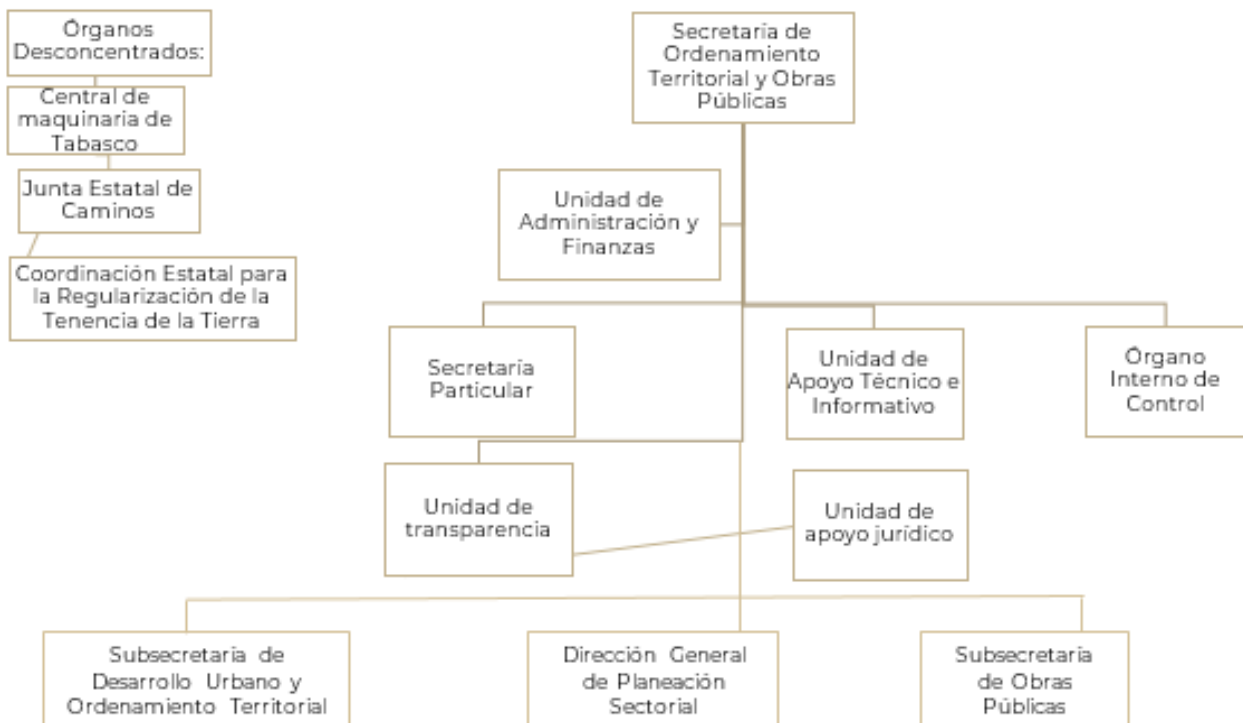 Órganos
Desconcentrados:
Central de
maquinaria de
Tabasco
Junta Estatal de
Caminos
Coordinación Estatal para
la Regularización de la
Tenencia de la Tierra
Secretaría de
Ordenamiento
Territorial y Obras
Públicas
Unidad de
Administración y
Finanzas
Secretaría
Particular
Unidad de
Apoyo Técnico e
Informativo
Órgano
Interno de
Control
Unidad de
transparencia
Unidad de
apoyo jurídico
Subsecretaría de
Desarrollo Urbano y
Ordenamiento Territorial
Dirección General
de Planeación
Sectorial
Subsecretaría
de Obras
Públicas